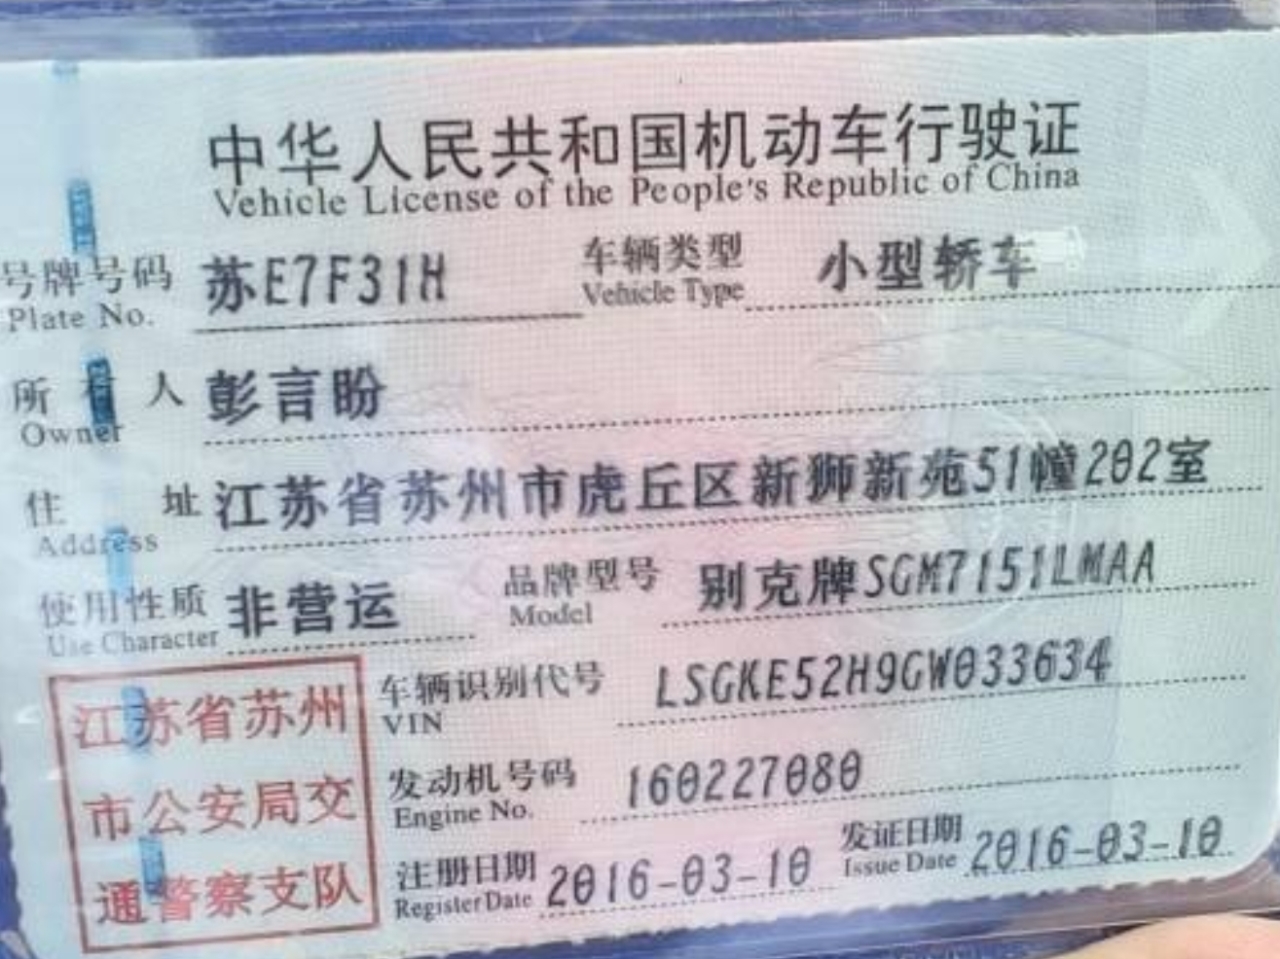 中华人民共和国机动车行驶证
Vehicle License of the People's Republic of China
号牌号码 苏E7F31H 车辆类型 小型轿车
Plate No. Vehicle Type
所有人 彭言盼
Owner
住址 江苏省苏州市虎丘区新狮新苑51幢202室
Address
使用性质 非营运 品牌型号 别克牌SGM7151LMAA
Use Character Model
江苏省苏州
市公安局交
通警察支队
车辆识别代号 LSGKE52H9GW033634
VIN
发动机号码 160227080
Engine No.
注册日期 2016-03-10 发证日期 2016-03-10
Register Date Issue Date